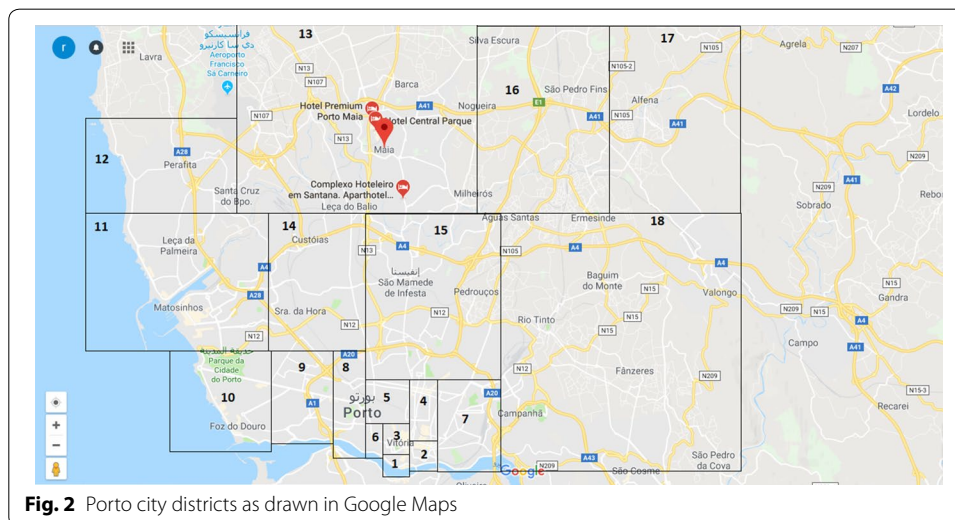 r
Lavra
فرانسيسكو
دي سا كارنيرو
Aeroporto
Francisco
Sá Carneiro
13
Silva Escura
17
N105
Agrela
N207
N13
N107
Barca
N105-2
16
E1
São Pedro Fins
A42
Hotel Premium
Porto Maia
A41
Nogueira
Alfena
Lordelo
N107
Hotel Central Parque
A41
N105
A41
N13
Maia
N209
12
A28
Perafita
A41
Complexo Hoteleiro
em Santana. Aparthotel...
Santa Cruz
do Bpo.
Leça do Balio
Milheirós
N209
Sobrado
Rebo
11
14
15
Águas Santas
Ermesinde
18
Leça da
Palmeira
Custóias
N13
A4
N105
A4
A4
A4
إنفيستا
São Mamede
de Infesta
Pedrouços
Baguim
do Monte
N15
Valongo
N15
Gandra
A28
Matosinhos
Sra. da Hora
N12
N12
N12
Rio Tinto
N15
N209
N15
A4
حديقة المدينة
Parque da
Cidade
do Porto
A20
9
8
N12
Campo
A41
Fânzeres
N209
10
A1
بورتو
Porto
5
4
7
A20
N15-3
Recarei
Foz do Douro
Campanhã
6
3
Vitória
2
1
São Pedro
da Cova
A43
Google
N209
São Cosme
Oliveira
Fig. 2 Porto city districts as drawn in Google Maps